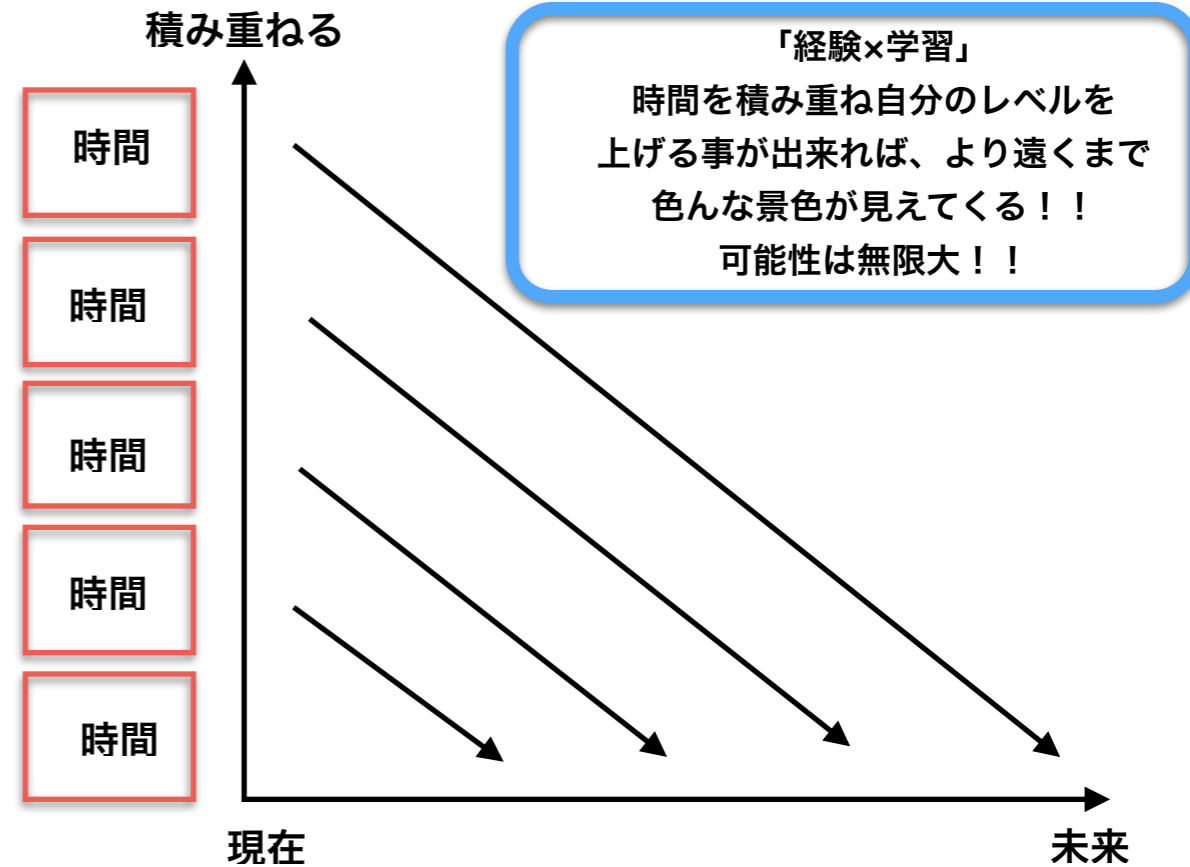 積み重ねる
「経験×学習」
時間を積み重ね自分のレベルを
上げる事が出来れば、より遠くまで
色んな景色が見えてくる！！
可能性は無限大！！
時間
時間
時間
時間
時間
現在
未来